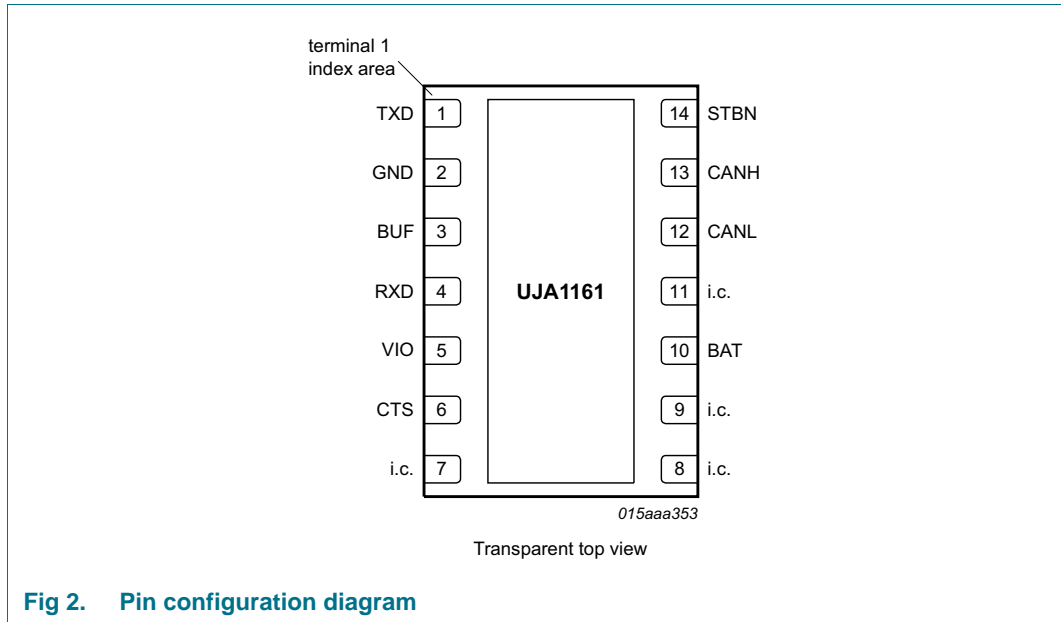 terminal 1
index area
TXD 1 14 STBN
GND 2 13 CANH
BUF 3 12 CANL
RXD 4 UJA1161 11 i.c.
VIO 5 10 BAT
CTS 6 9 i.c.
i.c. 7 8 i.c.
015aaa353
Transparent top view
Fig 2. Pin configuration diagram